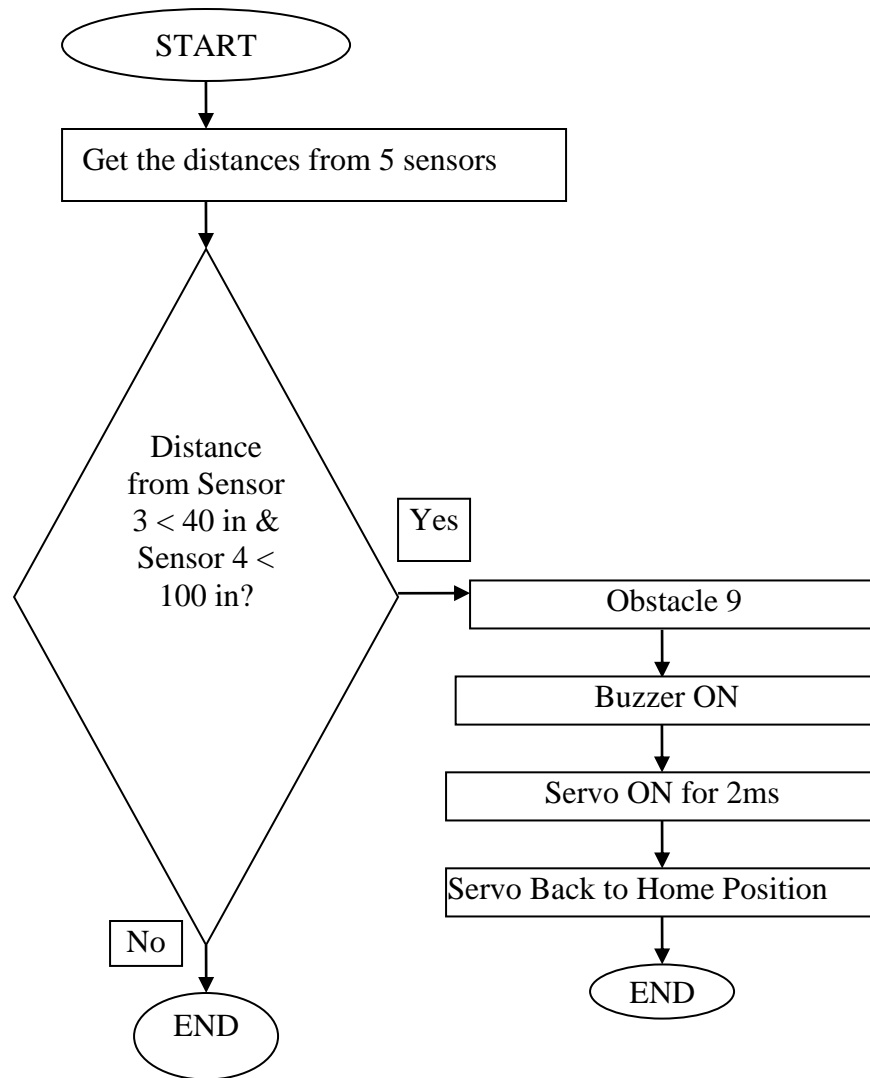 START
Get the distances from 5 sensors
Distance
from Sensor
3 < 40 in &
Sensor 4 <
100 in?
Yes
Obstacle 9
Buzzer ON
Servo ON for 2ms
Servo Back to Home Position
No
END
END